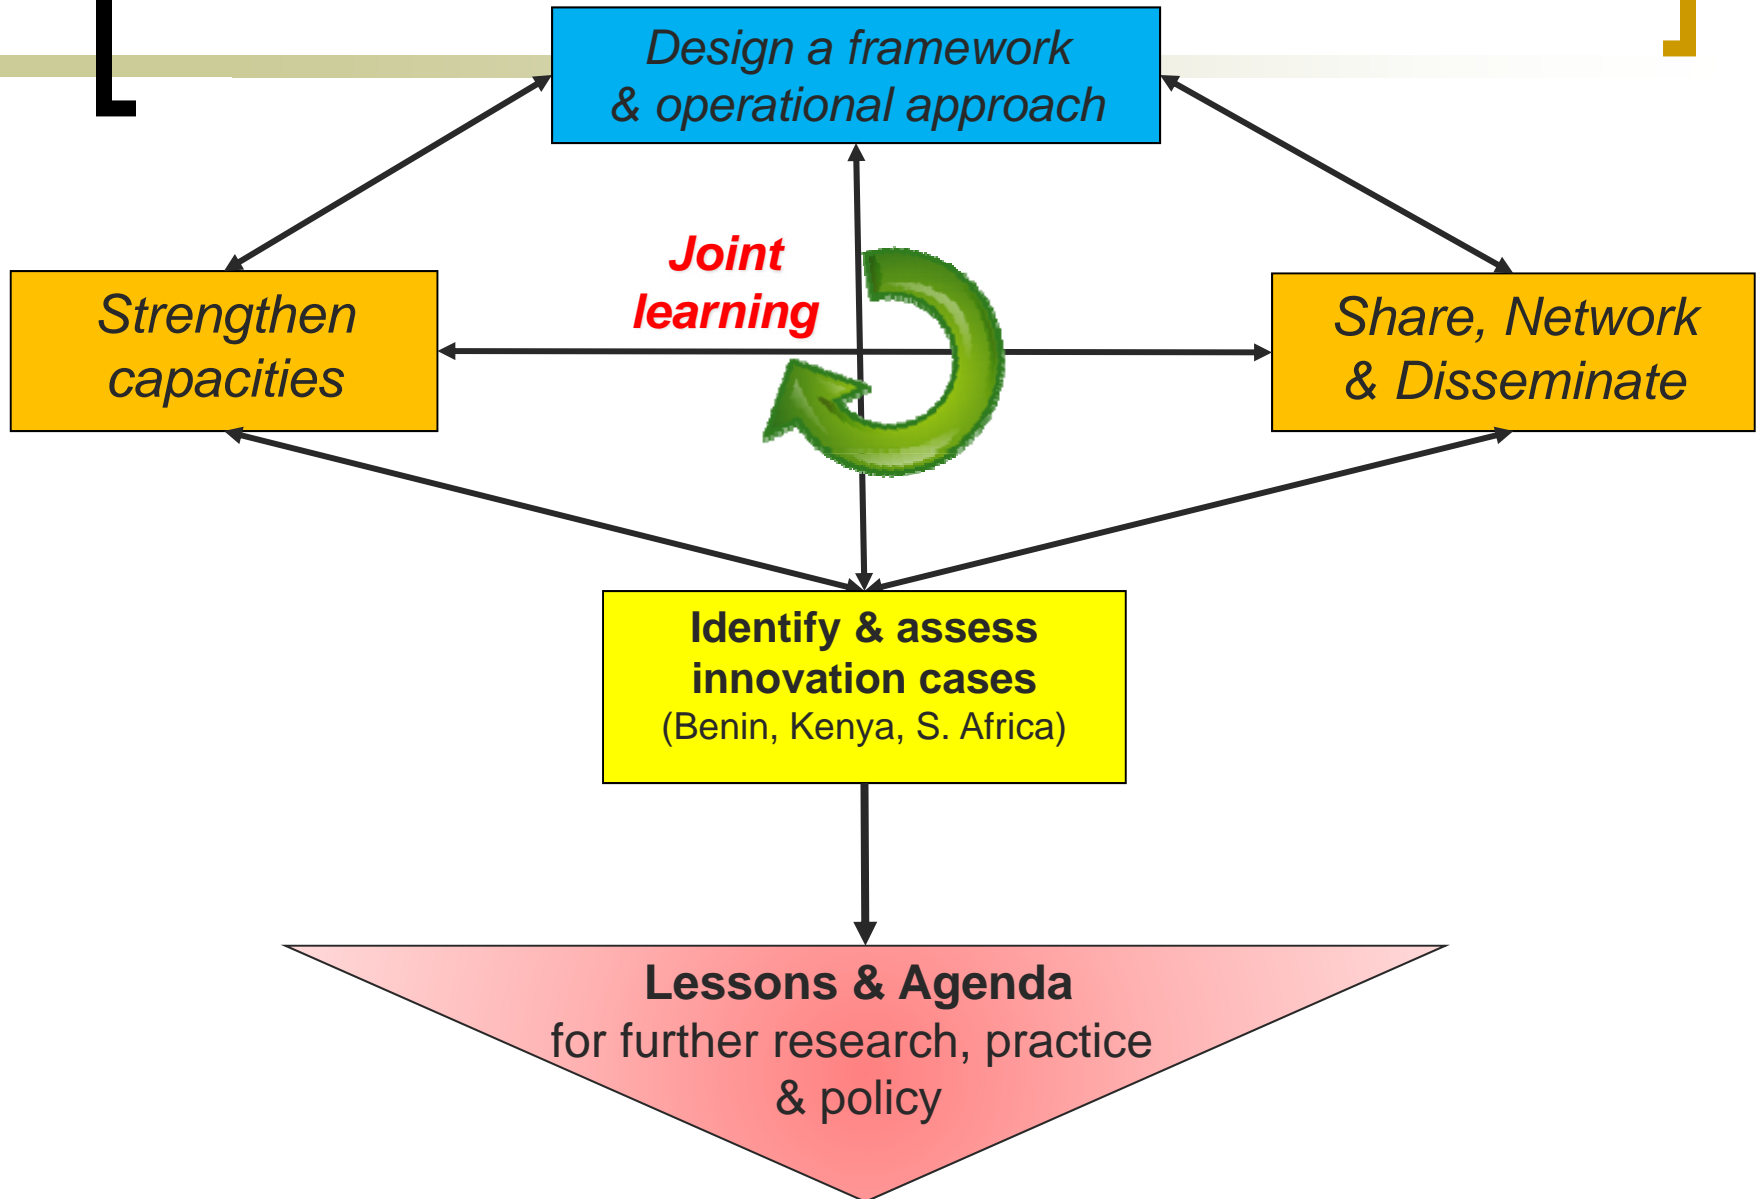 Design a framework
& operational approach
Joint
learning
Strengthen
capacities
Share, Network
& Disseminate
Identify & assess
innovation cases
(Benin, Kenya, S. Africa)
Lessons & Agenda
for further research, practice
& policy